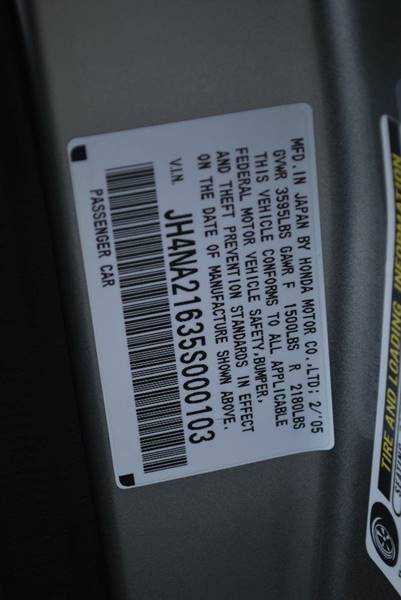 MFD. IN JAPAN BY HONDA MOTOR CO.,LTD; 2/'05
GVWR 3595LBS GAWR F 1500LBS R 2180LBS
THIS VEHICLE CONFORMS TO ALL APPLICABLE
FEDERAL MOTOR VEHICLE SAFETY,BUMPER,
AND THEFT PREVENTION STANDARDS IN EFFECT
ON THE DATE OF MANUFACTURE SHOWN ABOVE.
V.I.N. JH4NA21635S000103
PASSENGER CAR
TIRE AND LOADING INFORMATION